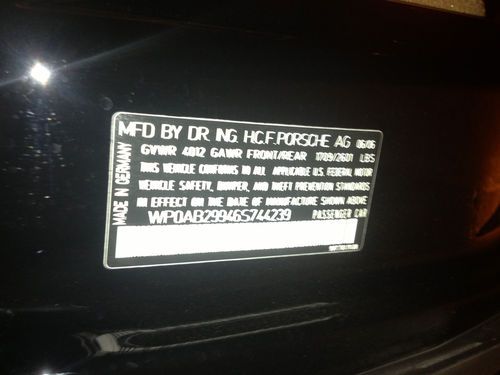 MFD BY DR. ING. H.C.F. PORSCHE AG 06/06
GVWR 4012 GAWR FRONT/REAR 1709/2601 LBS
THIS VEHICLE CONFORMS TO ALL APPLICABLE U.S. FEDERAL MOTOR
VEHICLE SAFETY, BUMPER, AND THEFT PREVENTION STANDARDS
IN EFFECT ON THE DATE OF MANUFACTURE SHOWN ABOVE
WP0AB29946S744239 PASSENGER CAR
MADE IN GERMANY